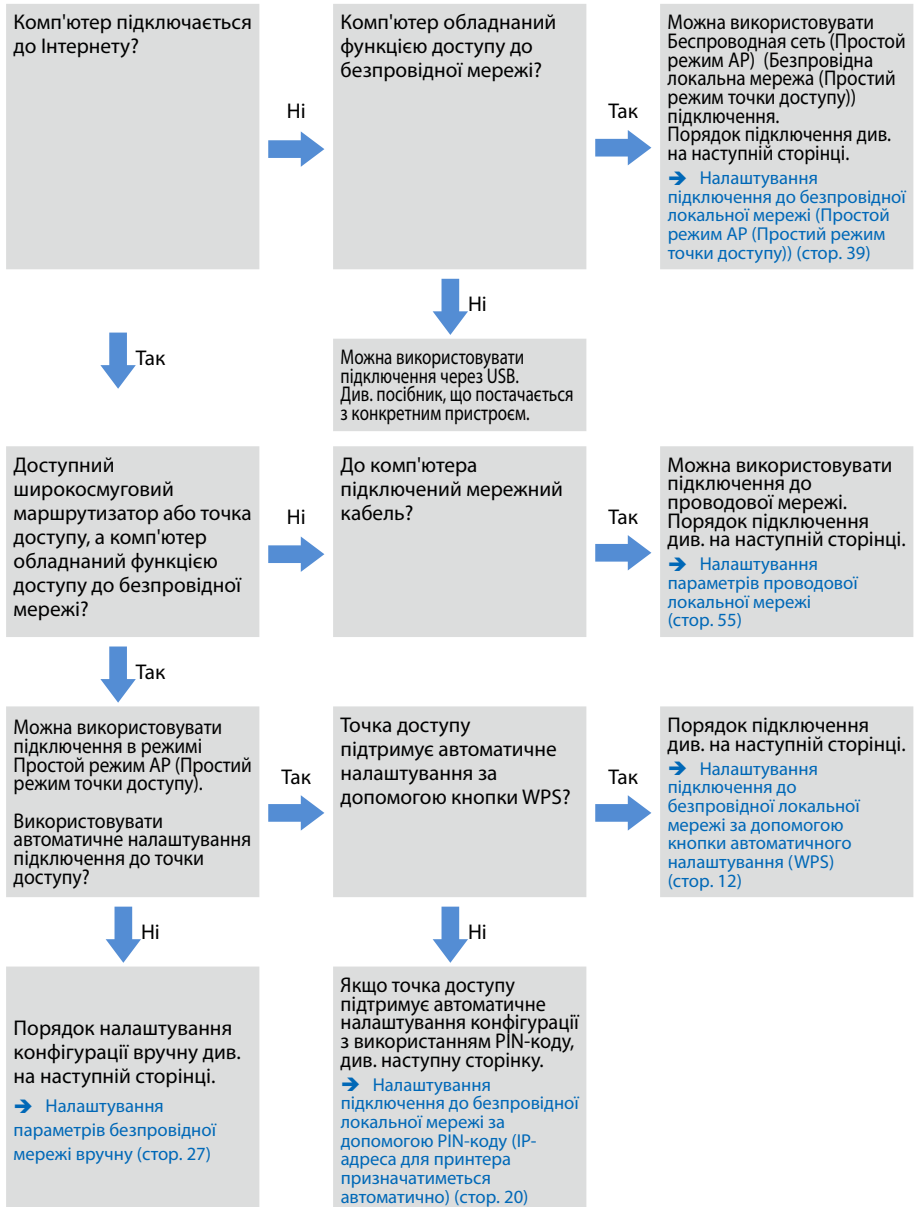 Комп'ютер підключається
до Інтернету?
Ні
Комп'ютер обладнаний
функцією доступу до
безпровідної мережі?
Так
Можна використовувати
Беспроводная сеть (Простой
режим AP) (Безпровідна
локальна мережа (Простий
режим точки доступу))
підключення.
Порядок підключення див.
на наступній сторінці.
➔ Налаштування
підключення до безпровідної
локальної мережі (Простой
режим AP (Простий режим
точки доступу)) (стор. 39)
Так
Ні
Можна використовувати
підключення через USB.
Див. посібник, що постачається
з конкретним пристроєм.
Доступний
широкосмуговий
маршрутизатор або точка
доступу, а комп'ютер
обладнаний функцією
доступу до безпровідної
мережі?
Ні
До комп'ютера
підключений мережний
кабель?
Так
Можна використовувати
підключення до
проводової мережі.
Порядок підключення
див. на наступній сторінці.
➔ Налаштування
параметрів проводової
локальної мережі
(стор. 55)
Так
Можна використовувати
підключення в режимі
Простой режим AP (Простий
режим точки доступу).
Використовувати
автоматичне налаштування
підключення до точки
доступу?
Так
Точка доступу
підтримує автоматичне
налаштування за
допомогою кнопки WPS?
Так
Порядок підключення
див. на наступній сторінці.
➔ Налаштування
підключення до
безпровідної локальної
мережі за допомогою
кнопки автоматичного
налаштування (WPS)
(стор. 12)
Ні
Ні
Порядок налаштування
конфігурації вручну див.
на наступній сторінці.
➔ Налаштування
параметрів безпровідної
мережі вручну (стор. 27)
Якщо точка доступу
підтримує автоматичне
налаштування конфігурації
з використанням PIN-коду,
див. наступну сторінку.
➔ Налаштування
підключення до безпровідної
локальної мережі за
допомогою PIN-коду (IP-
адреса для принтера
призначатиметься
автоматично) (стор. 20)